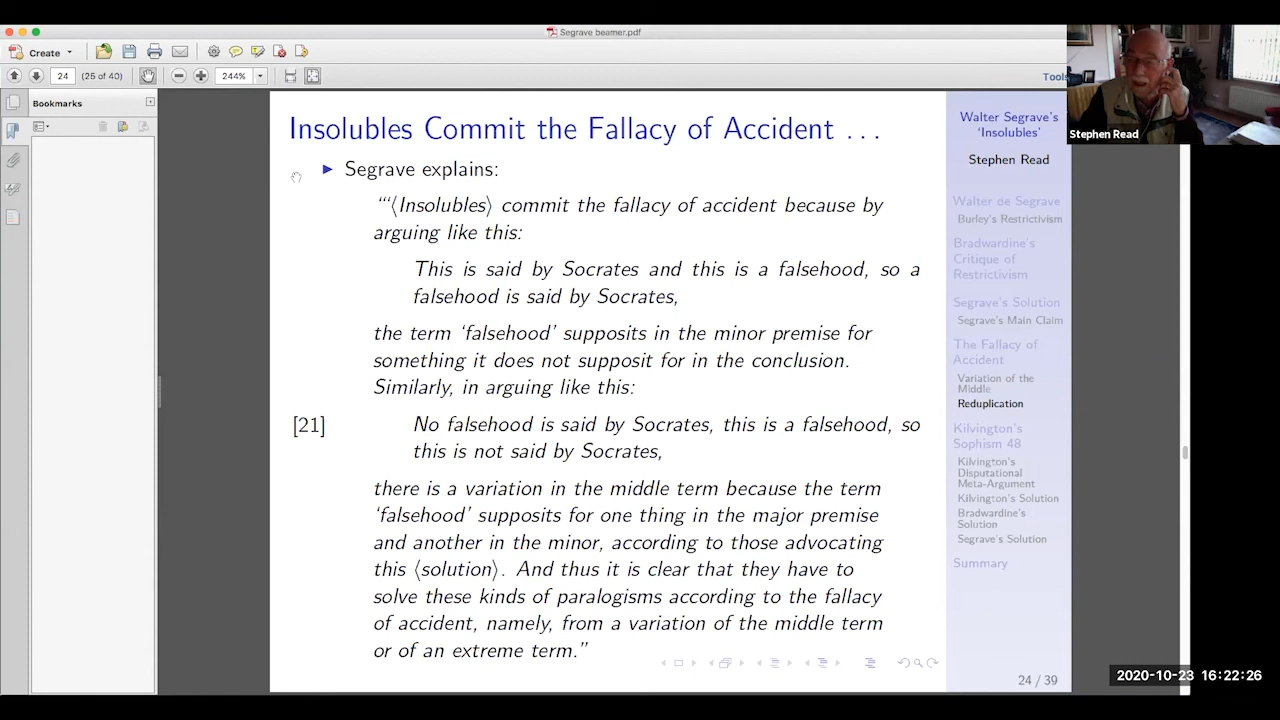 Segrave beamer.pdf
Create
24 (25 of 40) 244% Tools
Bookmarks
Stephen Read
Insolubles Commit the Fallacy of Accident . . .
▶ Segrave explains:
“‘⟨Insolubles⟩ commit the fallacy of accident because by
arguing like this:
This is said by Socrates and this is a falsehood, so a
falsehood is said by Socrates,
the term ‘falsehood’ supposits in the minor premise for
something it does not supposit for in the conclusion.
Similarly, in arguing like this:
[21] No falsehood is said by Socrates, this is a falsehood, so
this is not said by Socrates,
there is a variation in the middle term because the term
‘falsehood’ supposits for one thing in the major premise
and another in the minor, according to those advocating
this ⟨solution⟩. And thus it is clear that they have to
solve these kinds of paralogisms according to the fallacy
of accident, namely, from a variation of the middle term
or of an extreme term.”
Walter Segrave's
‘Insolubles’
Stephen Read
Walter de Segrave
Burley's Restrictivism
Bradwardine's
Critique of
Restrictivism
Segrave's Solution
Segrave's Main Claim
The Fallacy of
Accident
Variation of the
Middle
Reduplication
Kilvington's
Sophism 48
Kilvington's
Disputational
Meta-Argument
Kilvington's Solution
Bradwardine's
Solution
Segrave's Solution
Summary
24 / 39
2020-10-23 16:22:26